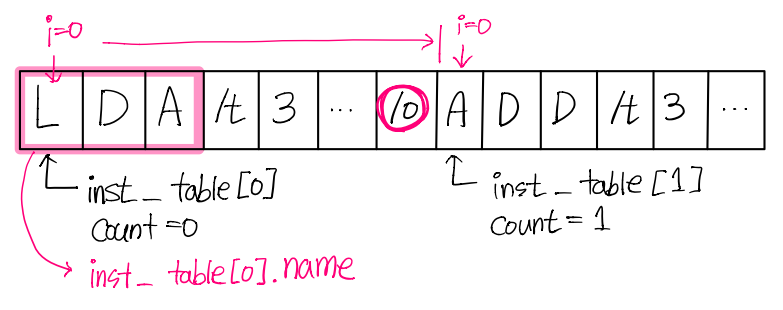 i=0 i=0
L D A /t 3 ... /0 A D D /t 3 ...
inst_table[0] inst_table[1]
count=0 count=1
inst_table[0].name